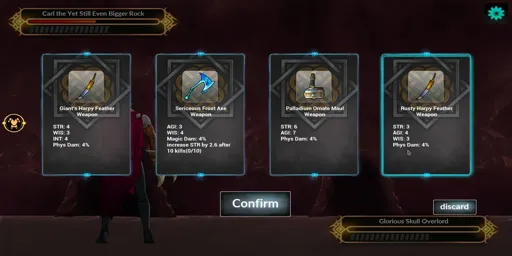 Carl the Yet Still Even Bigger Rock
Giant's Harpy Feather
Weapon
STR: 4
WIS: 3
INT: 4
Phys Dam: 4%
Sericeous Frost Axe
Weapon
AGI: 3
WIS: 4
Magic Dam: 4%
increase STR by 2.6 after
10 kills(0/10)
Palladium Ornate Maul
Weapon
STR: 6
AGI: 7
Phys Dam: 4%
Rusty Harpy Feather
Weapon
STR: 3
AGI: 4
WIS: 3
Phys Dam: 4%
Confirm
discard
Glorious Skull Overlord